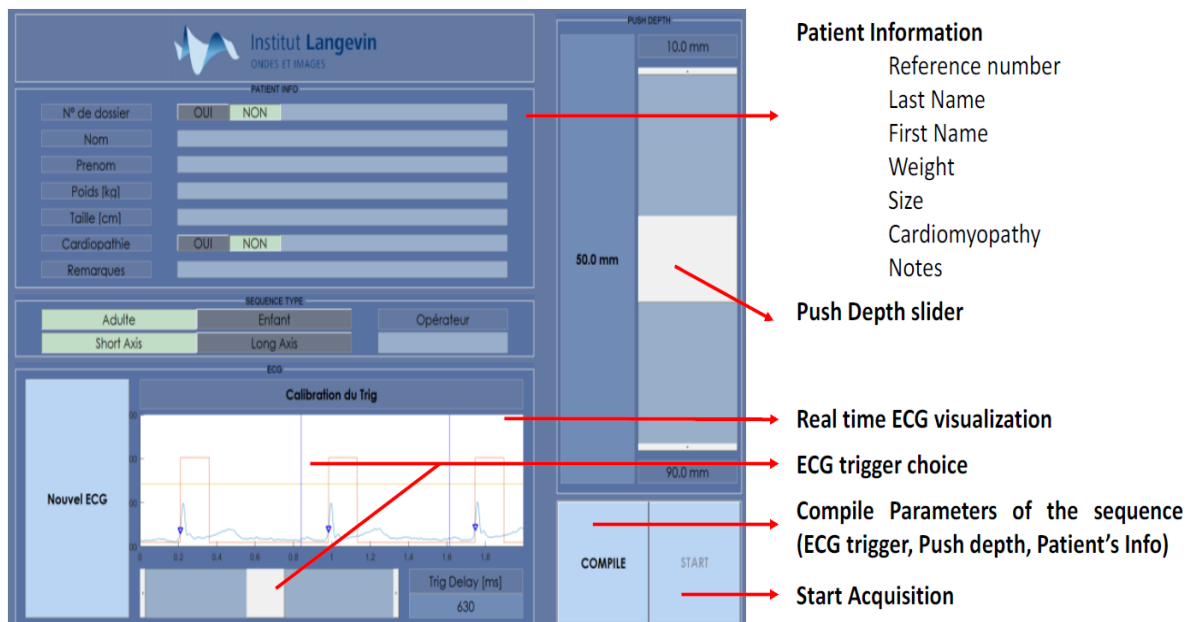 Institut Langevin
ONDES ET IMAGES
PATIENT INFO
N° de dossier OUI NON
Nom
Prenom
Poids [kg]
Taille [cm]
Cardiopathie OUI NON
Remarques
SEQUENCE TYPE
Adulte Enfant Opérateur
Short Axis Long Axis
ECG
Nouvel ECG
Calibration du Trig
00
00
00
00
0 0.2 0.4 0.6 0.8 1 1.2 1.4 1.6 1.8
Trig Delay [ms]
630
PUSH DEPTH
10.0 mm
50.0 mm
90.0 mm
COMPILE START
Patient Information
Reference number
Last Name
First Name
Weight
Size
Cardiomyopathy
Notes
Push Depth slider
Real time ECG visualization
ECG trigger choice
Compile Parameters of the sequence
(ECG trigger, Push depth, Patient's Info)
Start Acquisition